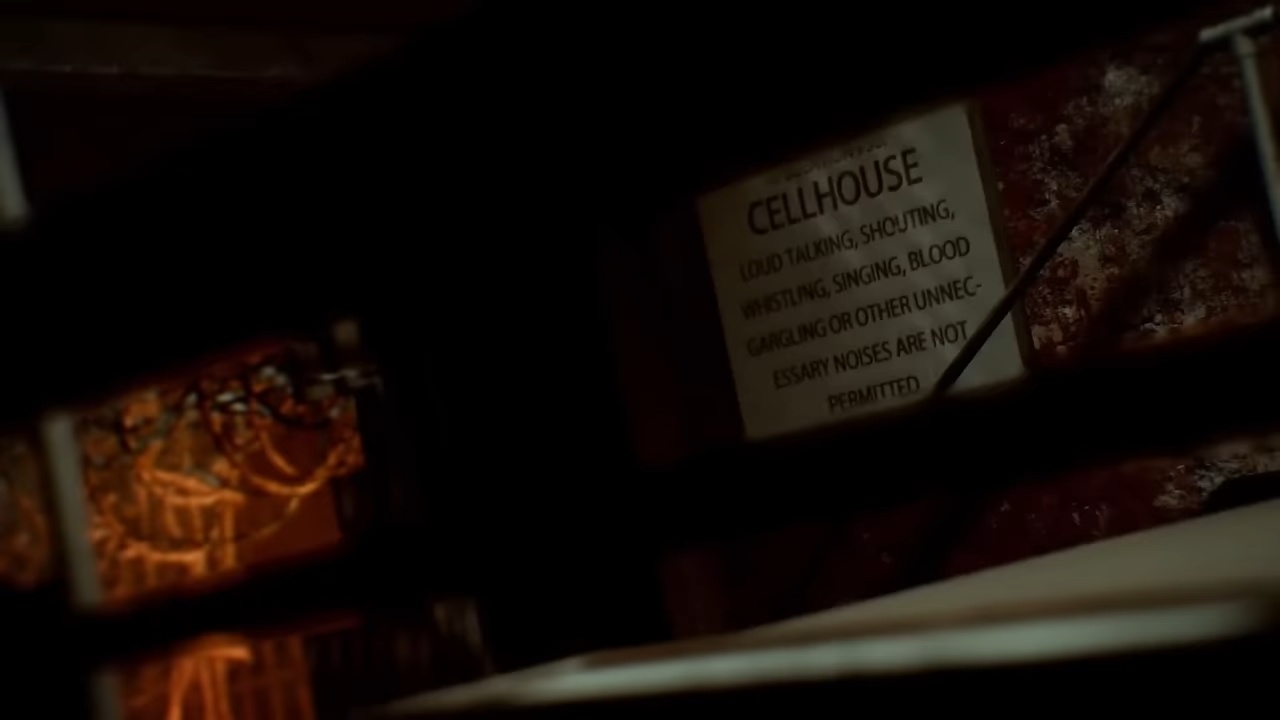 CELLHOUSE
LOUD TALKING, SHOUTING,
WHISTLING, SINGING, BLOOD
GARGLING OR OTHER UNNEC-
ESSARY NOISES ARE NOT
PERMITTED